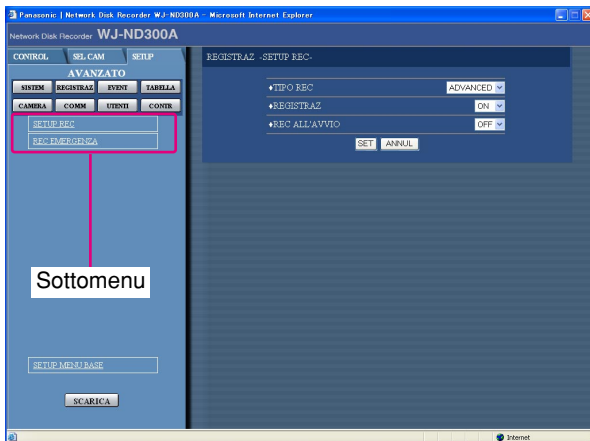 Panasonic | Network Disk Recorder WJ-ND300A - Microsoft Internet Explorer
Network Disk Recorder WJ-ND300A
CONTROL SEL CAM SETUP
AVANZATO
SISTEM REGISTRAZ EVENT TABELLA
CAMERA COMM UTENTI CONTR
SETUP REC
REC EMERGENZA
REGISTRAZ -SETUP REC-
♦TIPO REC ADVANCED
♦REGISTRAZ ON
♦REC ALL'AVVIO OFF
SET ANNUL
Sottomenu
SETUP MENU BASE
SCARICA
Internet